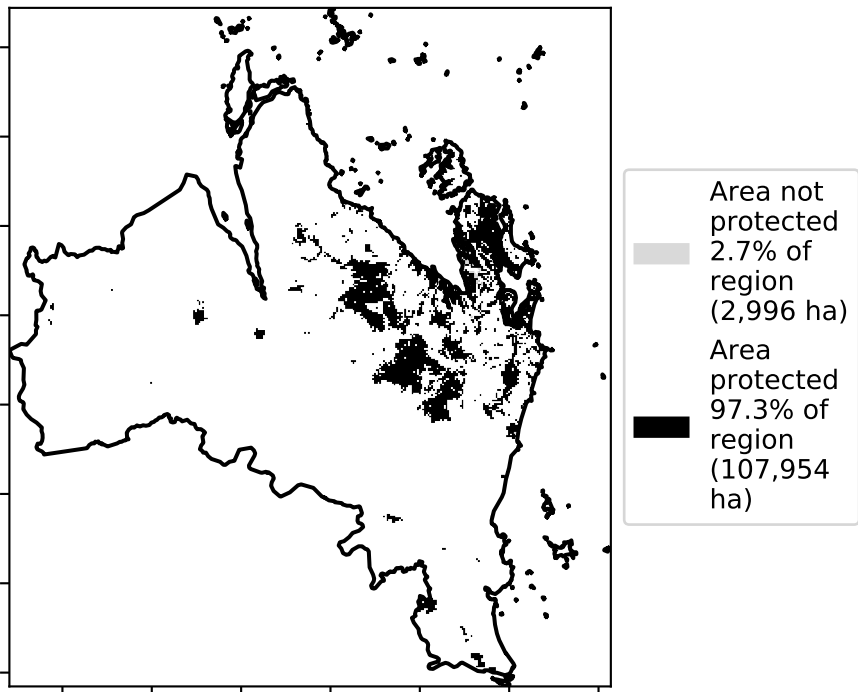 Area not
protected
2.7% of
region
(2,996 ha)
Area
protected
97.3% of
region
(107,954
ha)